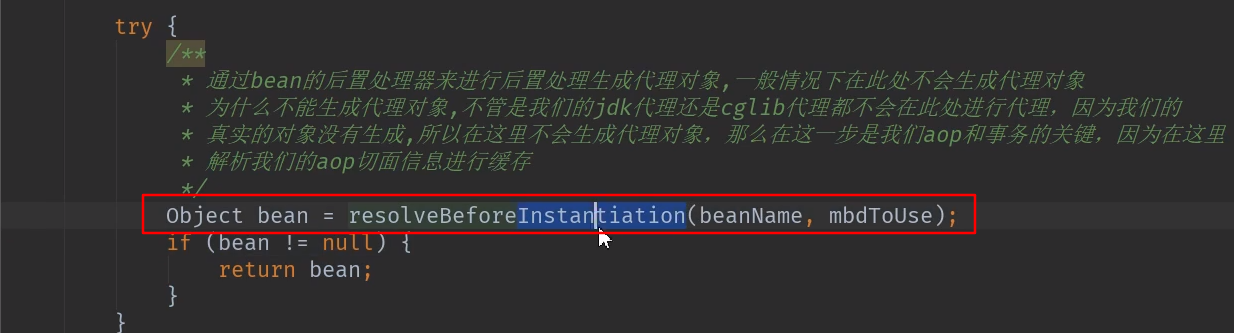 try {
/**
* 通过bean的后置处理器来进行后置处理生成代理对象,一般情况下在此处不会生成代理对象
* 为什么不能生成代理对象,不管是我们的jdk代理还是cglib代理都不会在此处进行代理，因为我们的
* 真实的对象没有生成,所以在这里不会生成代理对象，那么在这一步是我们aop和事务的关键，因为在这里
* 解析我们的aop切面信息进行缓存
*/
Object bean = resolveBeforeInstantiation(beanName, mbdToUse);
if (bean != null) {
return bean;
}
}